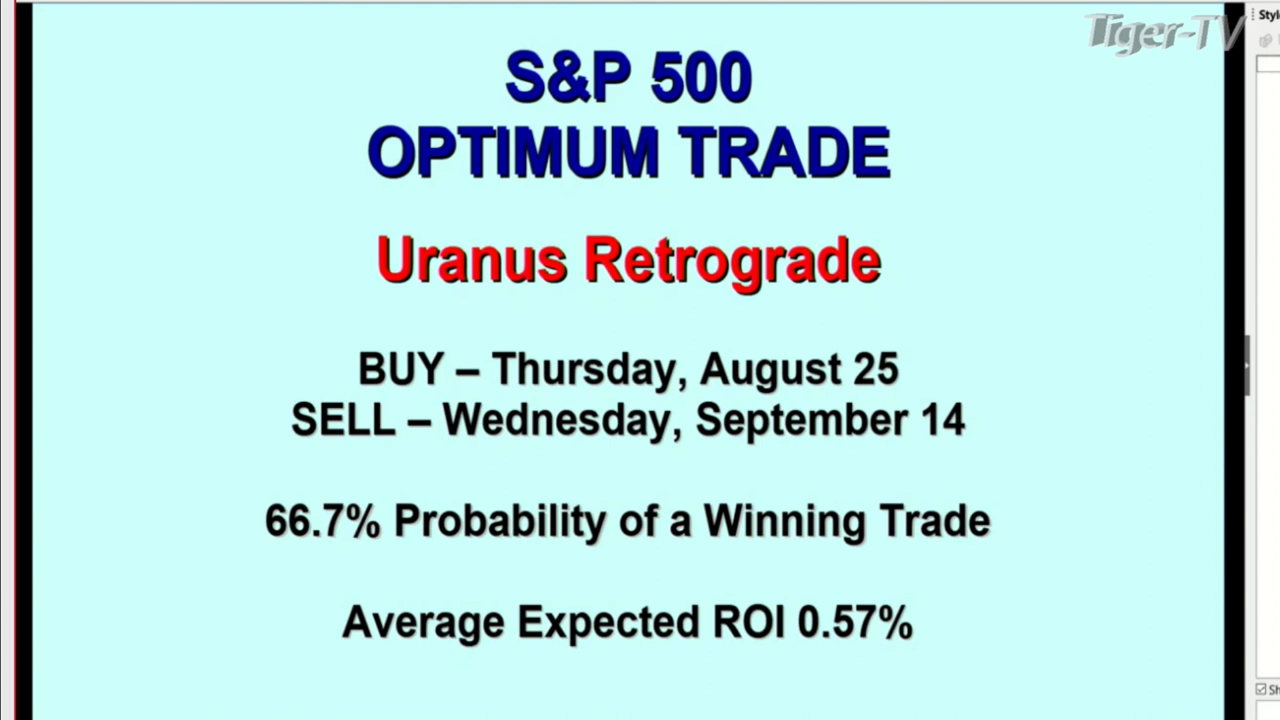 Tiger-TV
S&P 500
OPTIMUM TRADE
Uranus Retrograde
BUY – Thursday, August 25
SELL – Wednesday, September 14
66.7% Probability of a Winning Trade
Average Expected ROI 0.57%